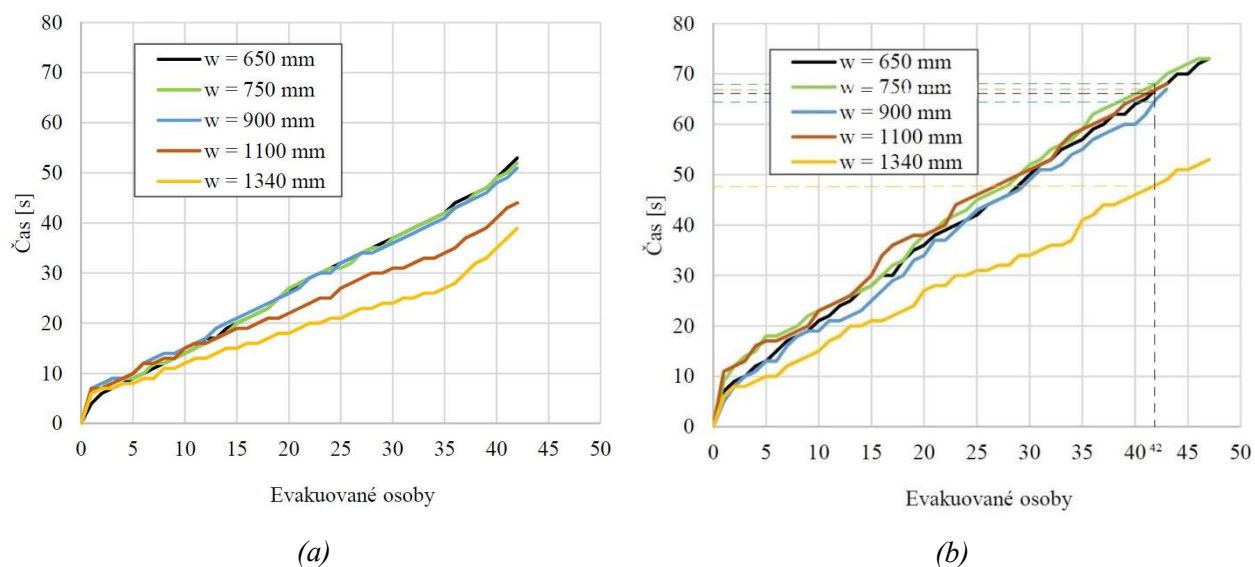 80
70
60
50
40
30
20
10
0
Čas [s]
w = 650 mm
w = 750 mm
w = 900 mm
w = 1100 mm
w = 1340 mm
0 5 10 15 20 25 30 35 40 45 50
Evakuované osoby
(a)
80
70
60
50
40
30
20
10
0
Čas [s]
w = 650 mm
w = 750 mm
w = 900 mm
w = 1100 mm
w = 1340 mm
0 5 10 15 20 25 30 35 40 42 45 50
Evakuované osoby
(b)